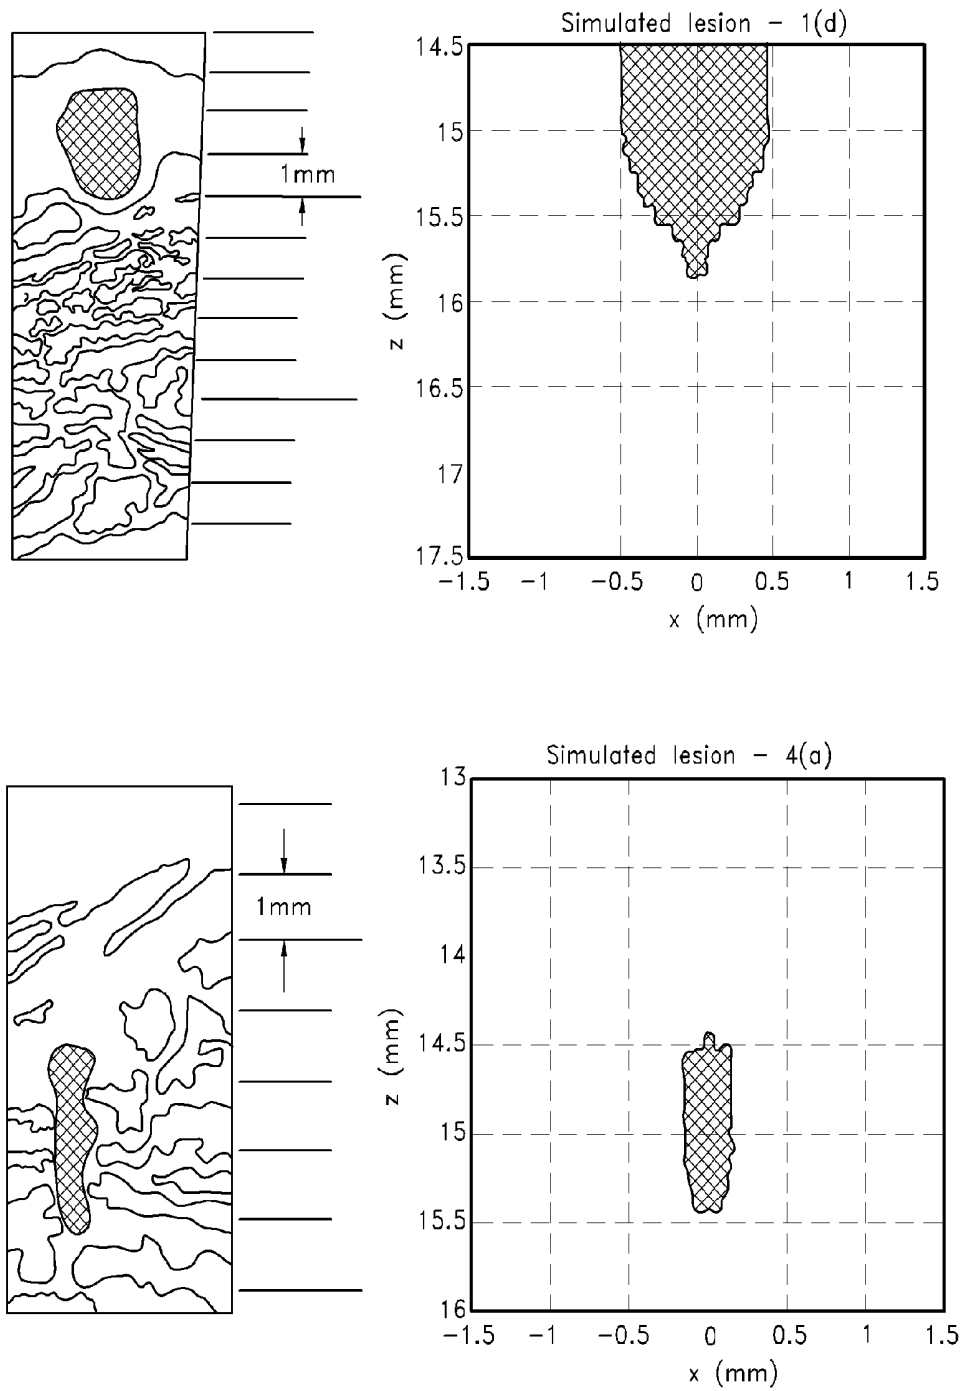 Simulated lesion - 1(d)
14.5
15
15.5
16
16.5
17
17.5
z (mm)
-1.5 -1 -0.5 0 0.5 1 1.5
x (mm)
1mm
Simulated lesion - 4(a)
13
13.5
14
14.5
15
15.5
16
z (mm)
-1.5 -1 -0.5 0 0.5 1 1.5
x (mm)
1mm